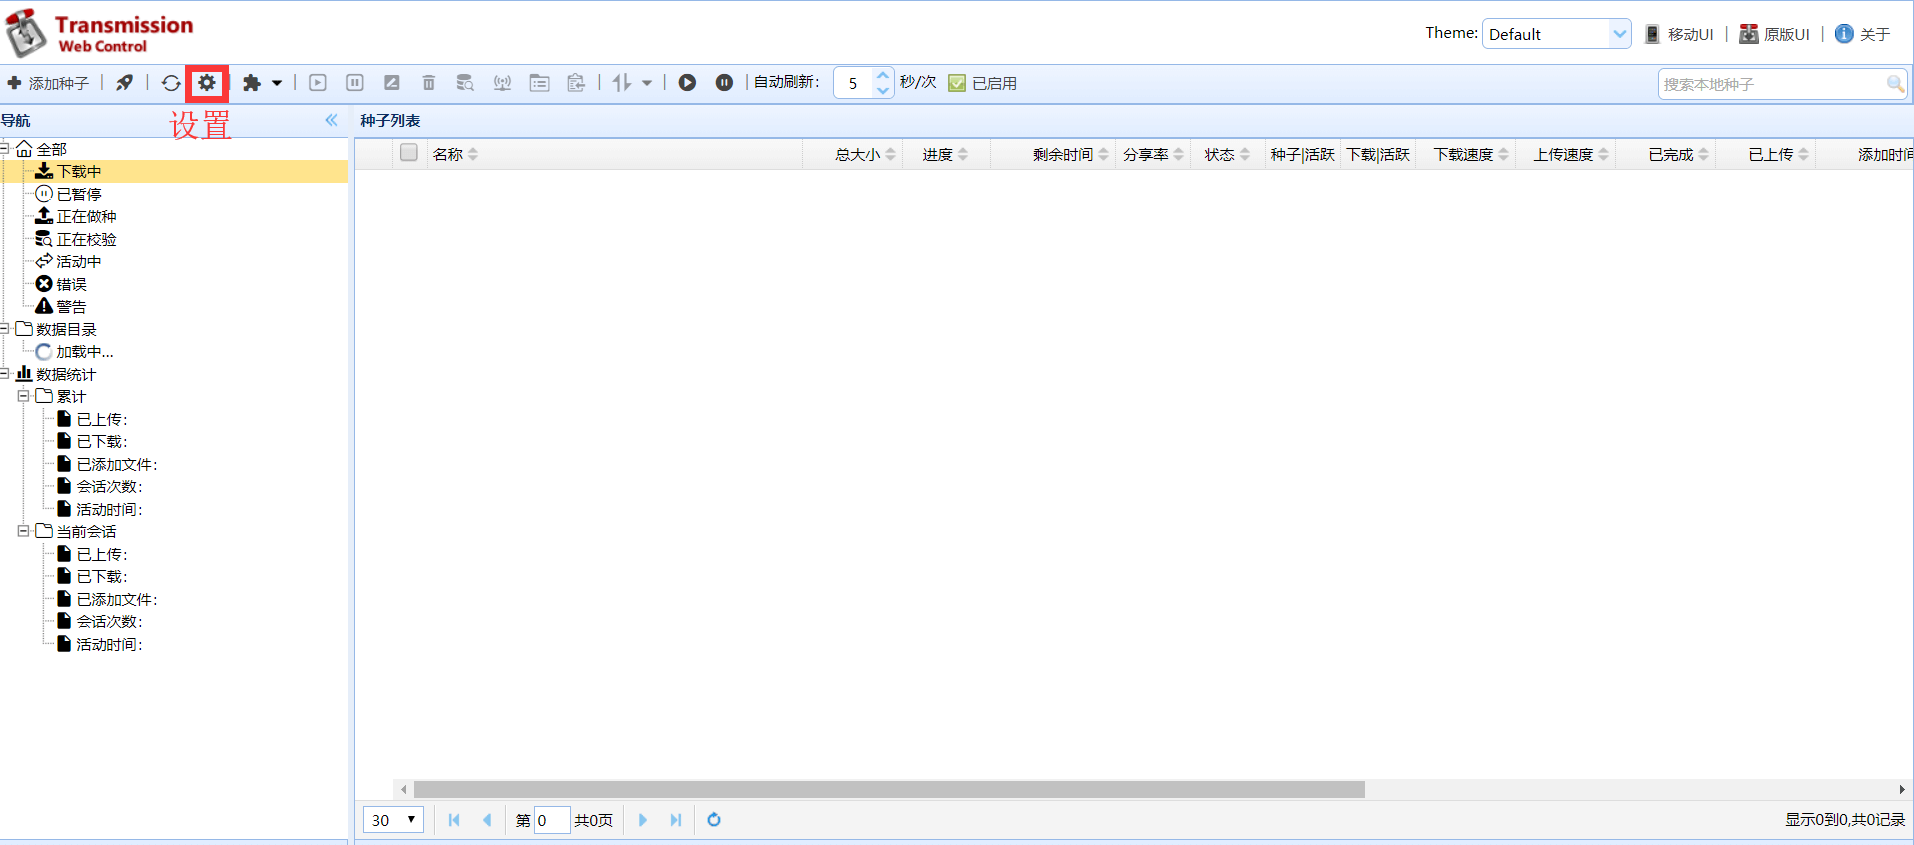 Transmission
Web Control
Theme: Default 移动UI | 原版UI | 关于
添加种子 自动刷新: 5 秒/次 已启用 搜索本地种子
设置
导航
全部
下载中
已暂停
正在做种
正在校验
活动中
错误
警告
数据目录
加载中...
数据统计
累计
已上传:
已下载:
已添加文件:
会话次数:
活动时间:
当前会话
已上传:
已下载:
已添加文件:
会话次数:
活动时间:
种子列表
名称 总大小 进度 剩余时间 分享率 状态 种子|活跃 下载|活跃 下载速度 上传速度 已完成 已上传 添加时间
30 第 0 共0页 显示0到0,共0记录